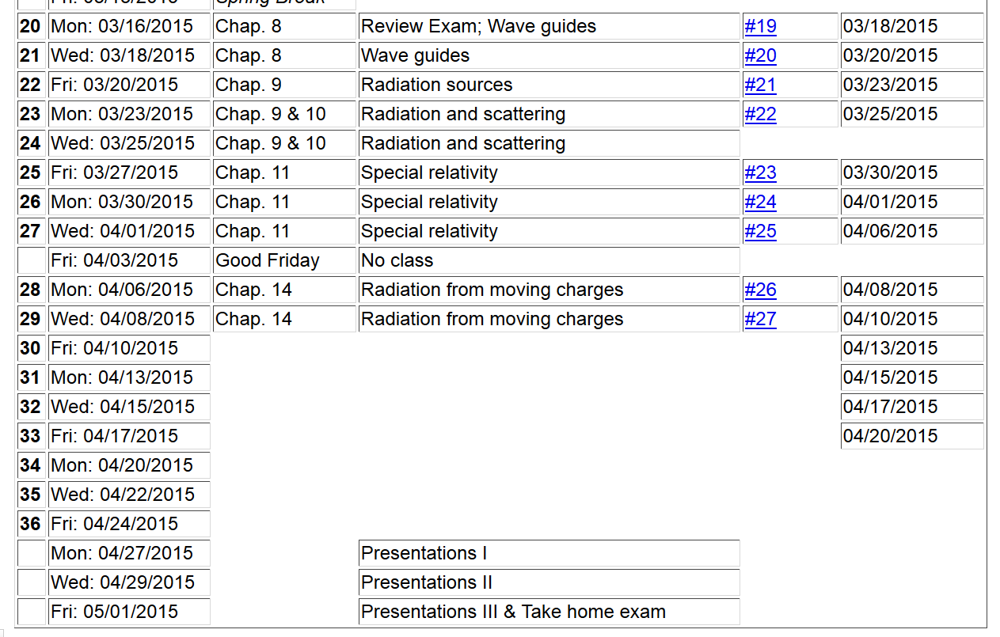 20 Mon: 03/16/2015 Chap. 8 Review Exam; Wave guides #19 03/18/2015
21 Wed: 03/18/2015 Chap. 8 Wave guides #20 03/20/2015
22 Fri: 03/20/2015 Chap. 9 Radiation sources #21 03/23/2015
23 Mon: 03/23/2015 Chap. 9 & 10 Radiation and scattering #22 03/25/2015
24 Wed: 03/25/2015 Chap. 9 & 10 Radiation and scattering
25 Fri: 03/27/2015 Chap. 11 Special relativity #23 03/30/2015
26 Mon: 03/30/2015 Chap. 11 Special relativity #24 04/01/2015
27 Wed: 04/01/2015 Chap. 11 Special relativity #25 04/06/2015
Fri: 04/03/2015 Good Friday No class
28 Mon: 04/06/2015 Chap. 14 Radiation from moving charges #26 04/08/2015
29 Wed: 04/08/2015 Chap. 14 Radiation from moving charges #27 04/10/2015
30 Fri: 04/10/2015 04/13/2015
31 Mon: 04/13/2015 04/15/2015
32 Wed: 04/15/2015 04/17/2015
33 Fri: 04/17/2015 04/20/2015
34 Mon: 04/20/2015
35 Wed: 04/22/2015
36 Fri: 04/24/2015
Mon: 04/27/2015 Presentations I
Wed: 04/29/2015 Presentations II
Fri: 05/01/2015 Presentations III & Take home exam